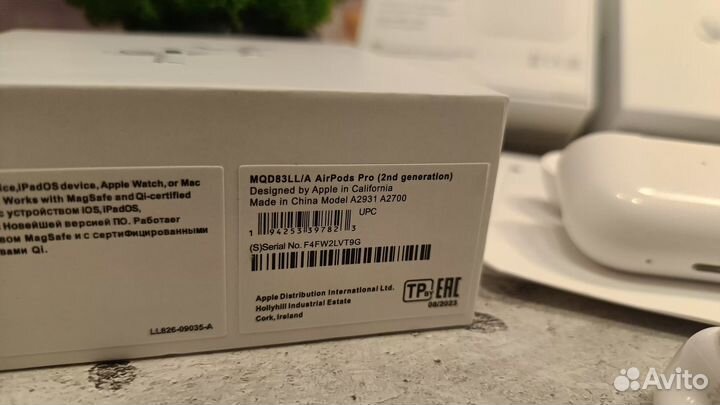 ice,iPadOS device, Apple Watch, or Mac
. Works with MagSafe and Qi-certified
с устройством iOS, iPadOS,
с Новейшей версией ПО. Работает
вом MagSafe и с сертифицированными
вами Qi.
LL826-09035-A
MQD83LL/A AirPods Pro (2nd generation)
Designed by Apple in California
Made in China Model A2931 A2700
UPC
1 94253 39782 3
(S)Serial No. F4FW2LVT9G
Apple Distribution International Ltd.
Hollyhill Industrial Estate
Cork, Ireland
TP BY EAC
08/2023
Avito